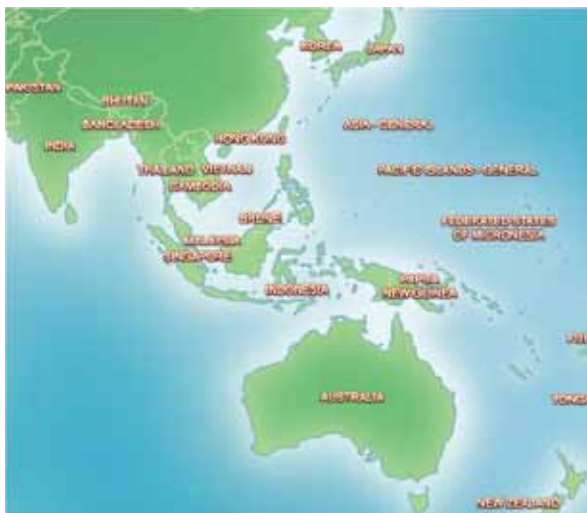 KOREA
JAPAN
PAKISTAN
BHUTAN
BANGLADESH
ASIA - GENERAL
HONG KONG
INDIA
THAILAND VIETNAM
PACIFIC ISLANDS - GENERAL
CAMBODIA
BRUNEI
FEDERATED STATES
OF MICRONESIA
MALAYSIA
SINGAPORE
PAPUA
NEW GUINEA
INDONESIA
AUSTRALIA
TONGA
NEW ZEALAND